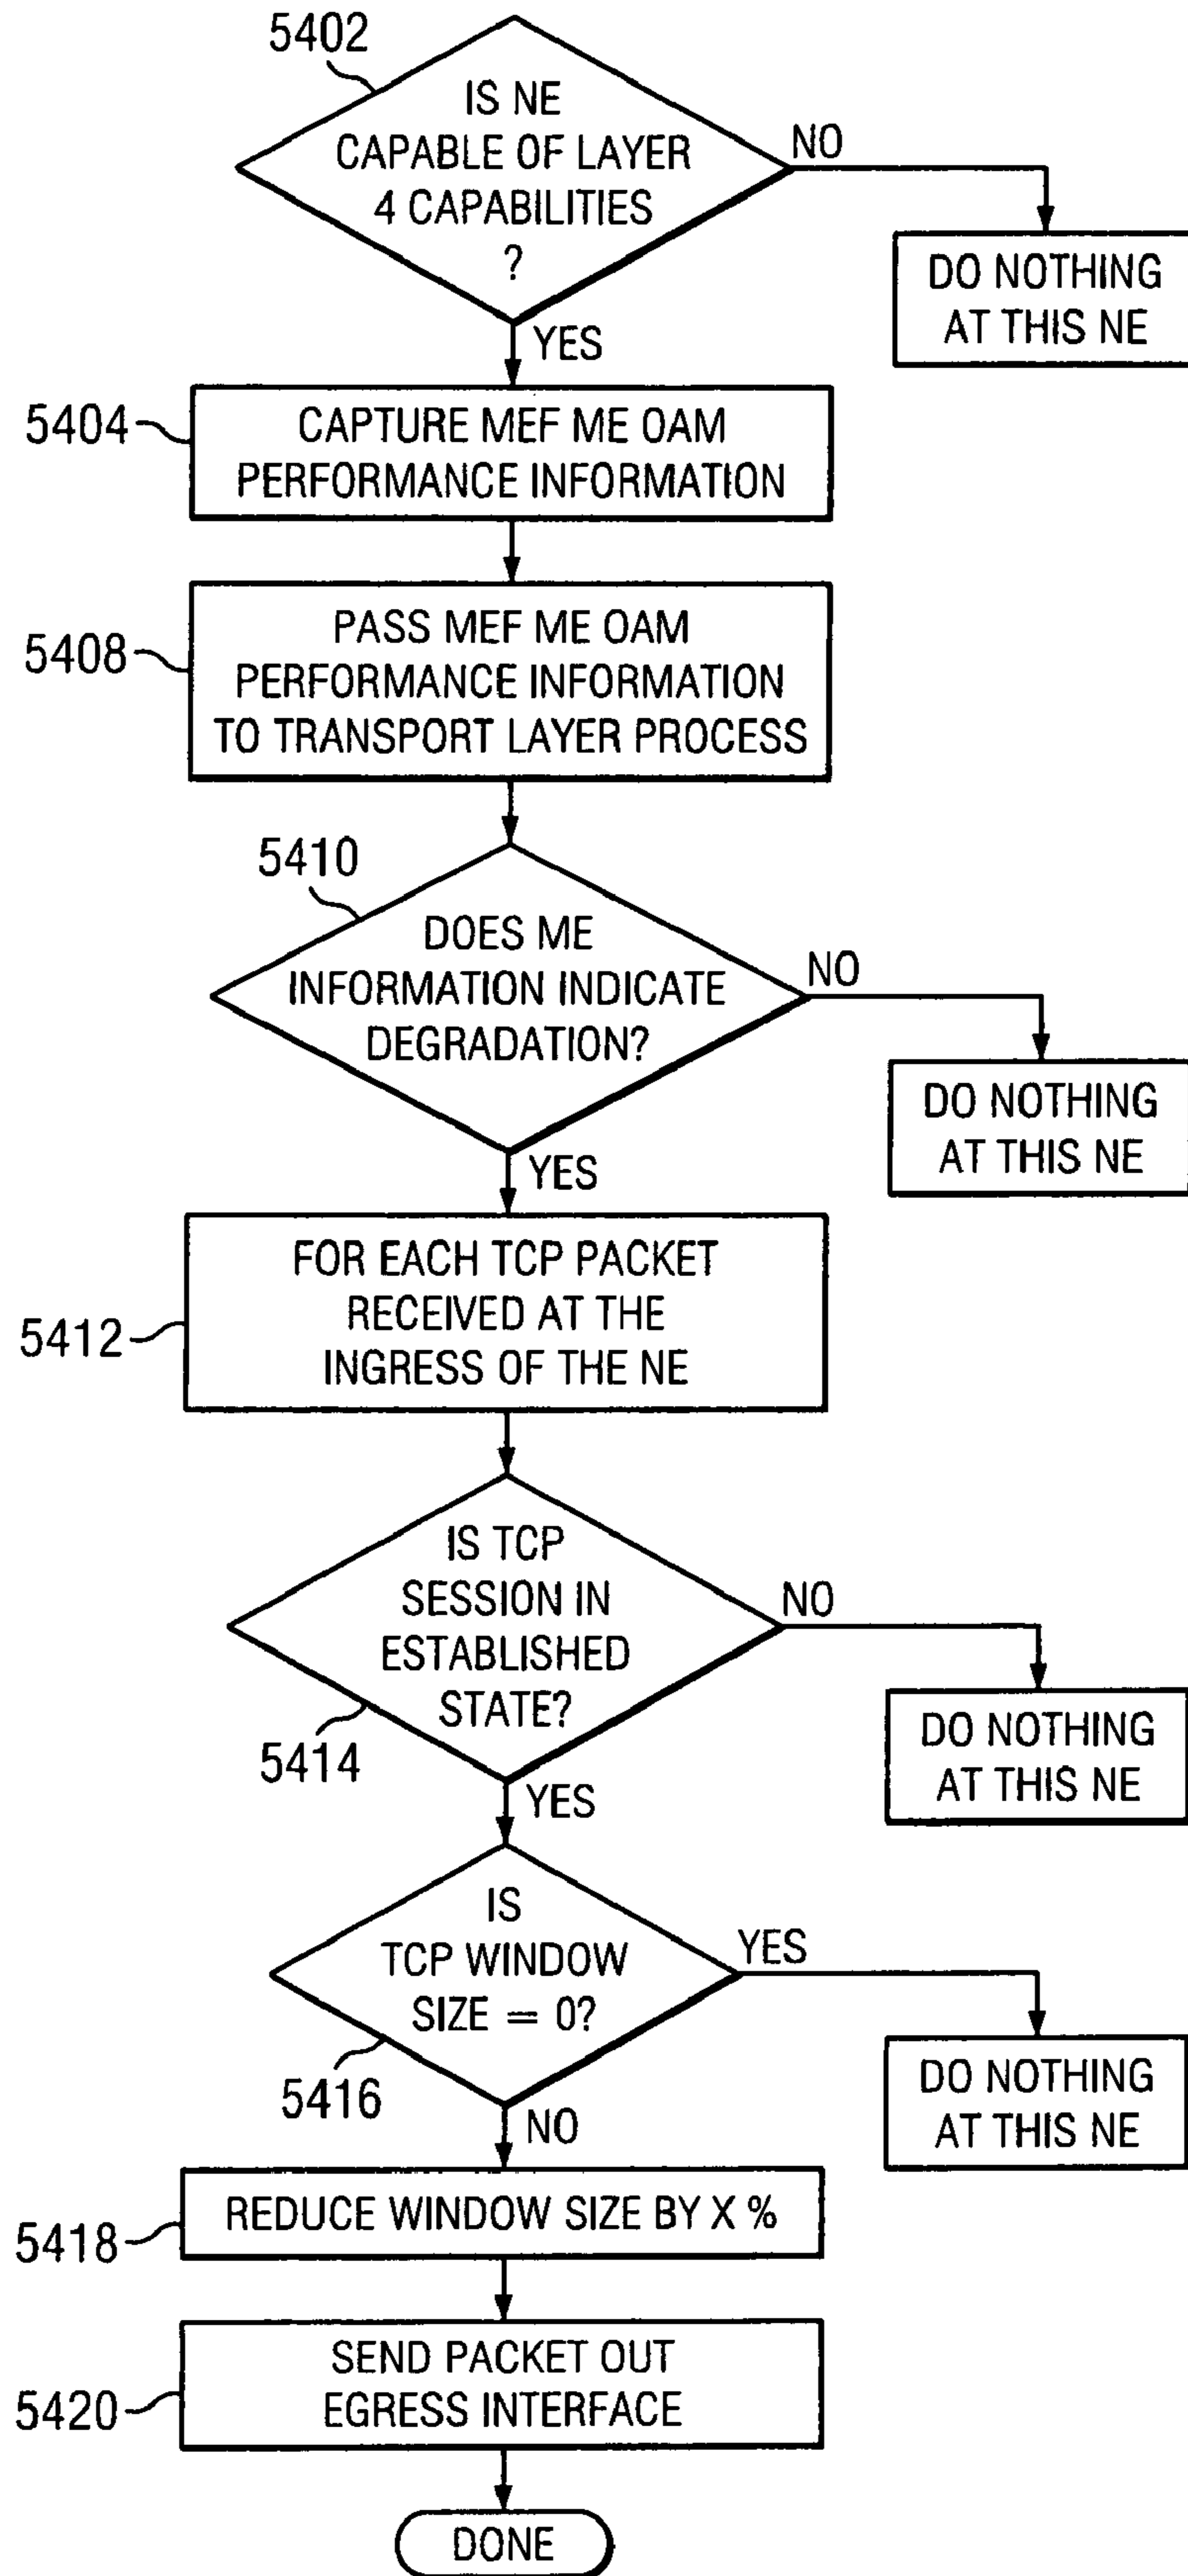 5402
IS NE
CAPABLE OF LAYER
4 CAPABILITIES
?
NO
DO NOTHING
AT THIS NE
YES
5404
CAPTURE MEF ME OAM
PERFORMANCE INFORMATION
5408
PASS MEF ME OAM
PERFORMANCE INFORMATION
TO TRANSPORT LAYER PROCESS
5410
DOES ME
INFORMATION INDICATE
DEGRADATION?
NO
DO NOTHING
AT THIS NE
YES
5412
FOR EACH TCP PACKET
RECEIVED AT THE
INGRESS OF THE NE
IS TCP
SESSION IN
ESTABLISHED
STATE?
5414
NO
DO NOTHING
AT THIS NE
YES
IS
TCP WINDOW
SIZE = 0?
5416
YES
DO NOTHING
AT THIS NE
NO
5418
REDUCE WINDOW SIZE BY X %
5420
SEND PACKET OUT
EGRESS INTERFACE
DONE